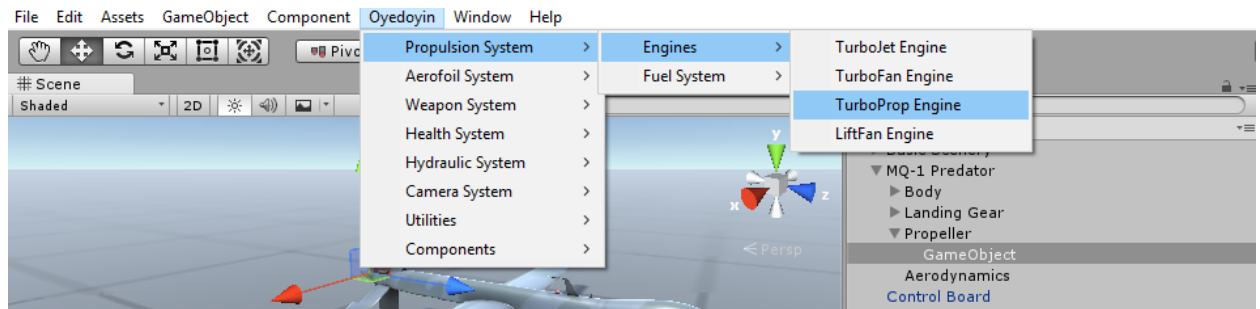 File Edit Assets GameObject Component Oyedoyin Window Help
Pivo
Propulsion System
Engines
TurboJet Engine
Scene
Aerofoil System
Fuel System
TurboFan Engine
Shaded
2D
Weapon System
TurboProp Engine
Health System
LiftFan Engine
y
MQ-1 Predator
Hydraulic System
Body
Camera System
x
z
Landing Gear
Utilities
Propeller
Components
Persp
GameObject
Aerodynamics
Control Board